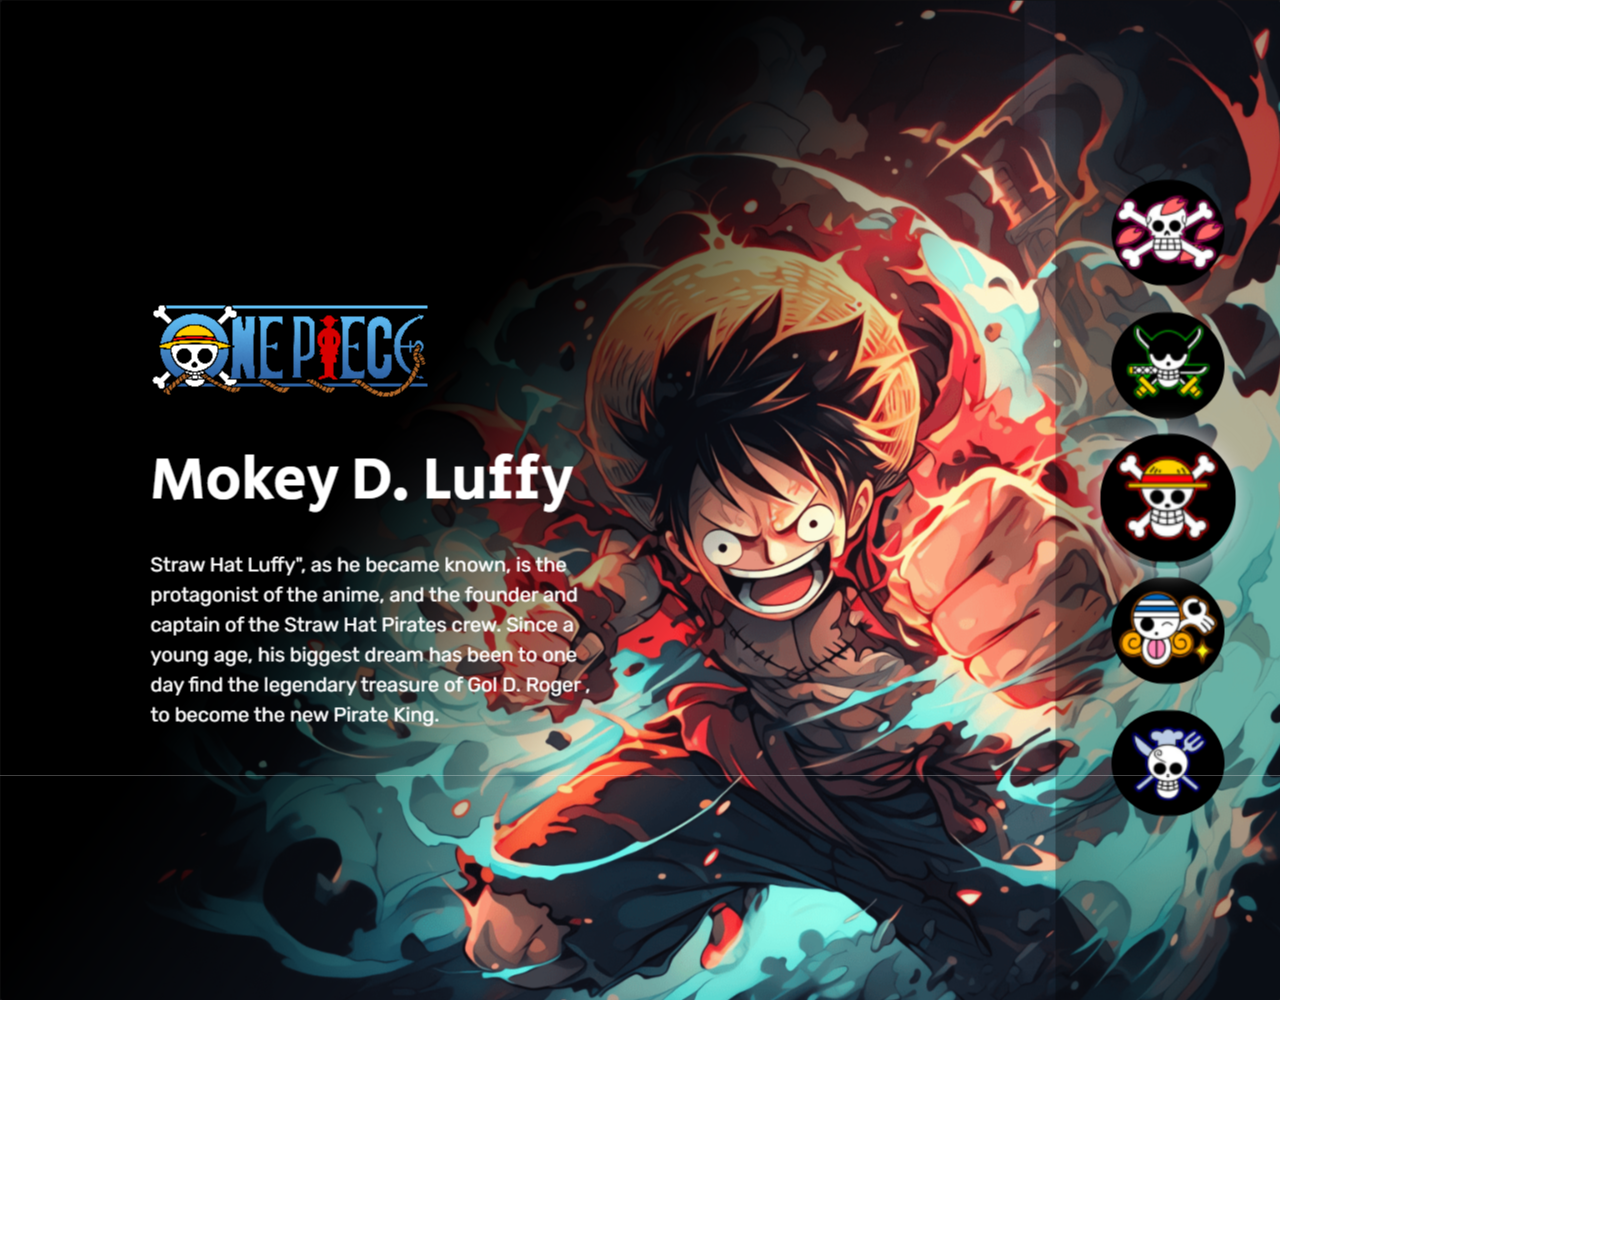 ONE PIECE
Mokey D. Luffy
Straw Hat Luffy", as he became known, is the
protagonist of the anime, and the founder and
captain of the Straw Hat Pirates crew. Since a
young age, his biggest dream has been to one
day find the legendary treasure of Gol D. Roger ,
to become the new Pirate King.